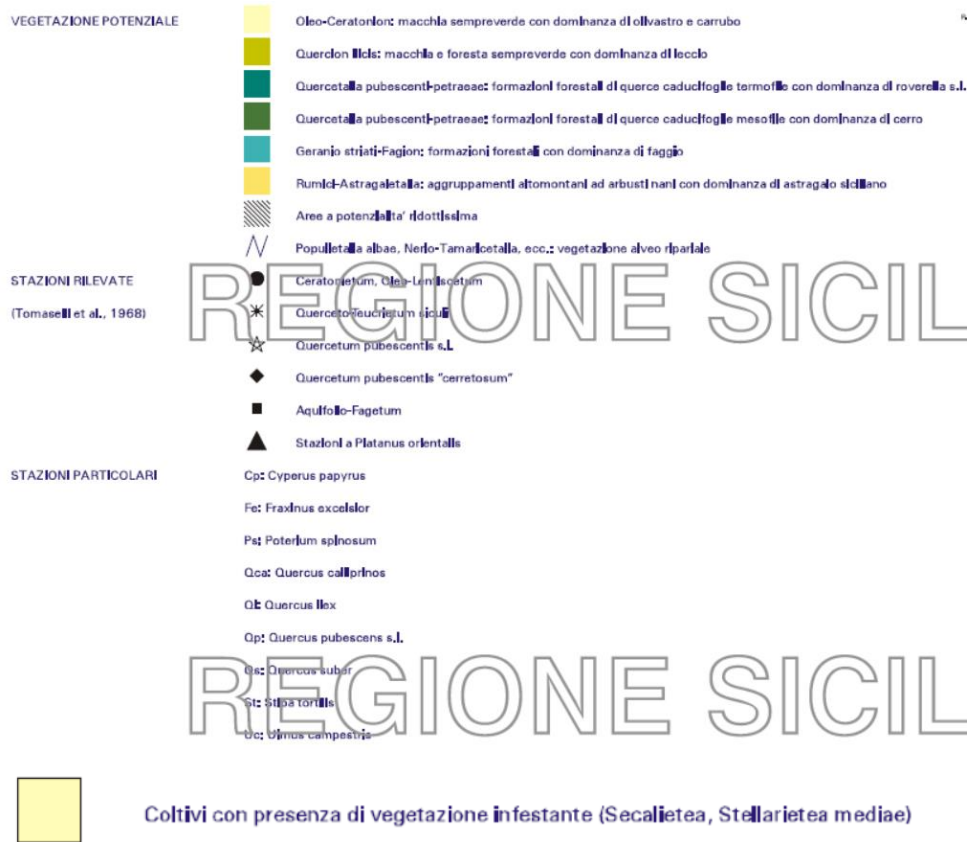 VEGETAZIONE POTENZIALE
Oleo-Ceratonion: macchia sempreverde con dominanza di olivastro e carrubo
Quercion ilicis: macchia e foresta sempreverde con dominanza di leccio
Quercetalia pubescenti-petraeae: formazioni forestali di querce caducifoglie termofile con dominanza di roverella s.l.
Quercetalia pubescenti-petraeae: formazioni forestali di querce caducifoglie mesofile con dominanza di cerro
Geranio striati-Fagion: formazioni forestali con dominanza di faggio
Rumici-Astragaletalia: aggruppamenti altomontani ad arbusti nani con dominanza di astragalo siciliano
Aree a potenzialita' ridottissima
Populietalia albae, Nerio-Tamaricetalia, ecc.: vegetazione alveo ripariale
STAZIONI RILEVATE
(Tomaselli et al., 1968)
Ceratonietum, Oleo-Lentiscetum
Querceto-Teucrietum siculi
Quercetum pubescentis s.l.
Quercetum pubescentis "cerretosum"
Aquifolio-Fagetum
Stazioni a Platanus orientalis
REGIONE SICIL
STAZIONI PARTICOLARI
Cp: Cyperus papyrus
Fe: Fraxinus excelsior
Ps: Poterium spinosum
Qca: Quercus calliprinos
Qi: Quercus ilex
Qp: Quercus pubescens s.l.
Qs: Quercus suber
St: Stipa tortilis
Uc: Ulmus campestris
REGIONE SICIL
Coltivi con presenza di vegetazione infestante (Secalietea, Stellarietea mediae)